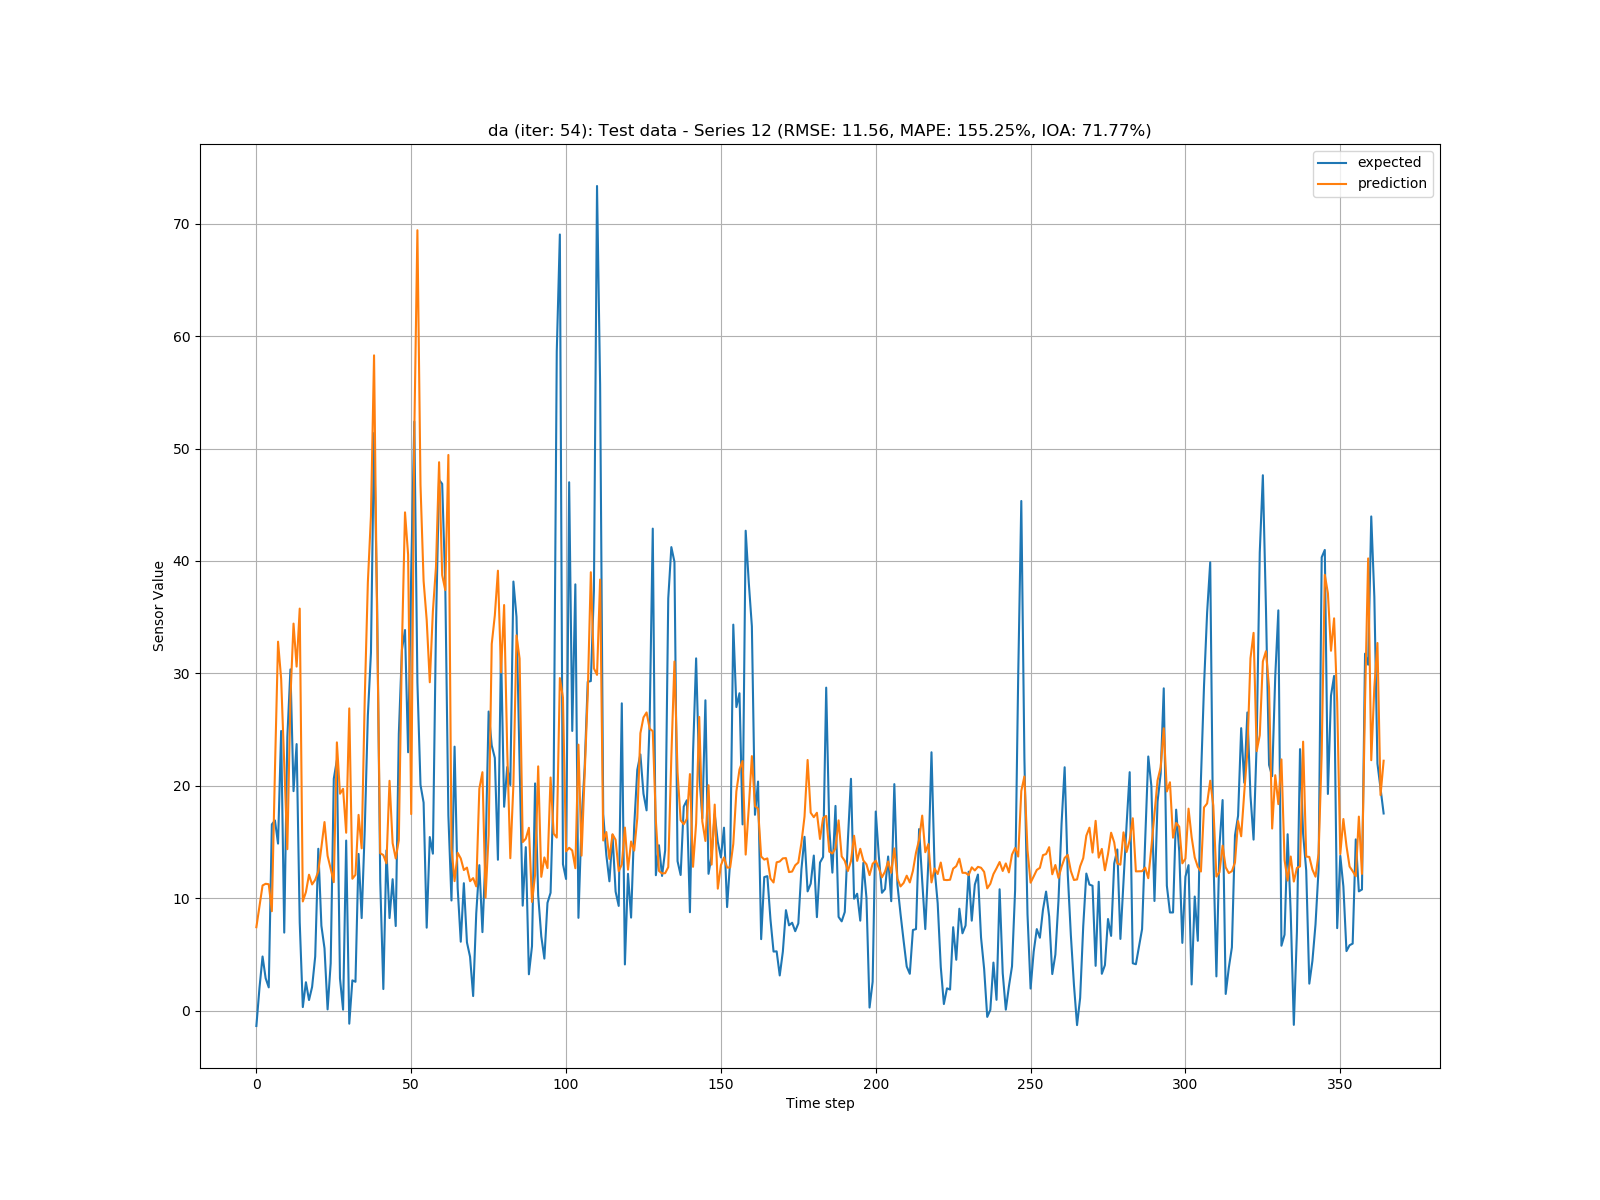 da (iter: 54): Test data - Series 12 (RMSE: 11.56, MAPE: 155.25%, IOA: 71.77%)
expected
prediction
70
60
50
40
30
20
10
0
Sensor Value
0 50 100 150 200 250 300 350
Time step